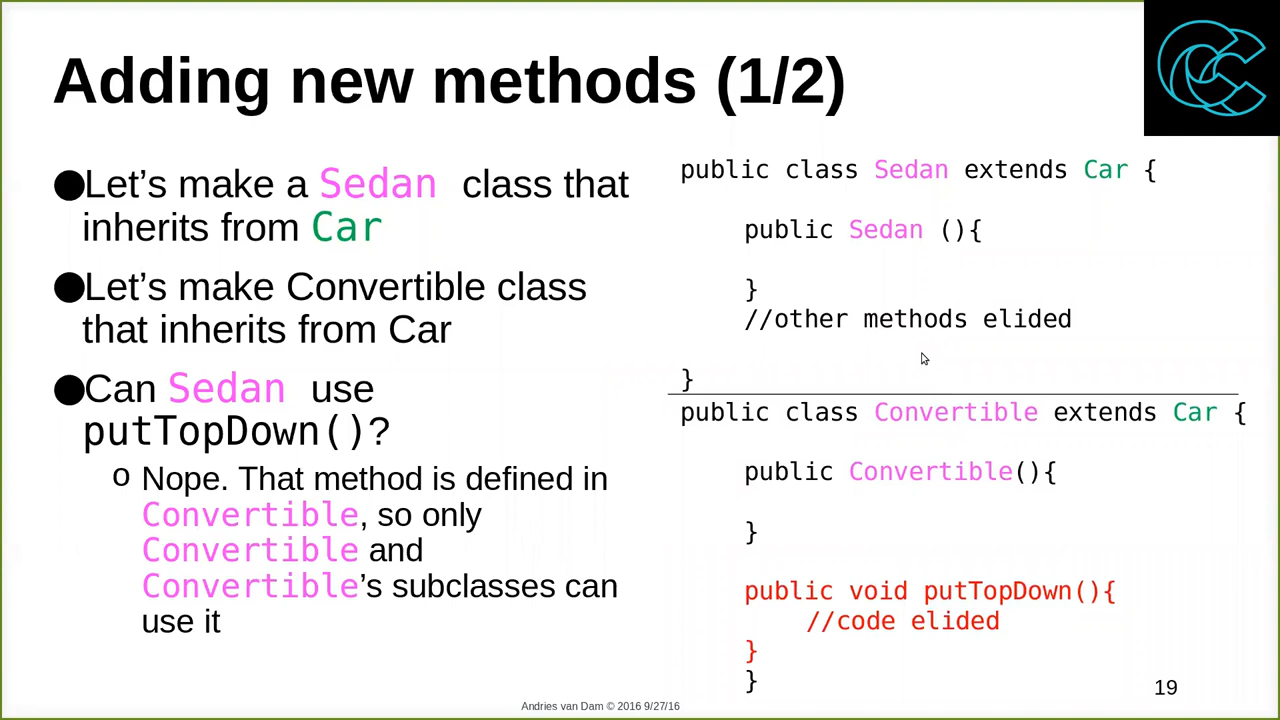 Adding new methods (1/2)
●Let’s make a Sedan class that
inherits from Car
●Let’s make Convertible class
that inherits from Car
●Can Sedan use
putTopDown()?
o Nope. That method is defined in
Convertible, so only
Convertible and
Convertible’s subclasses can
use it
public class Sedan extends Car {
public Sedan (){
}
//other methods elided
}
public class Convertible extends Car {
public Convertible(){
}
public void putTopDown(){
//code elided
}
}
Andries van Dam © 2016 9/27/16
19